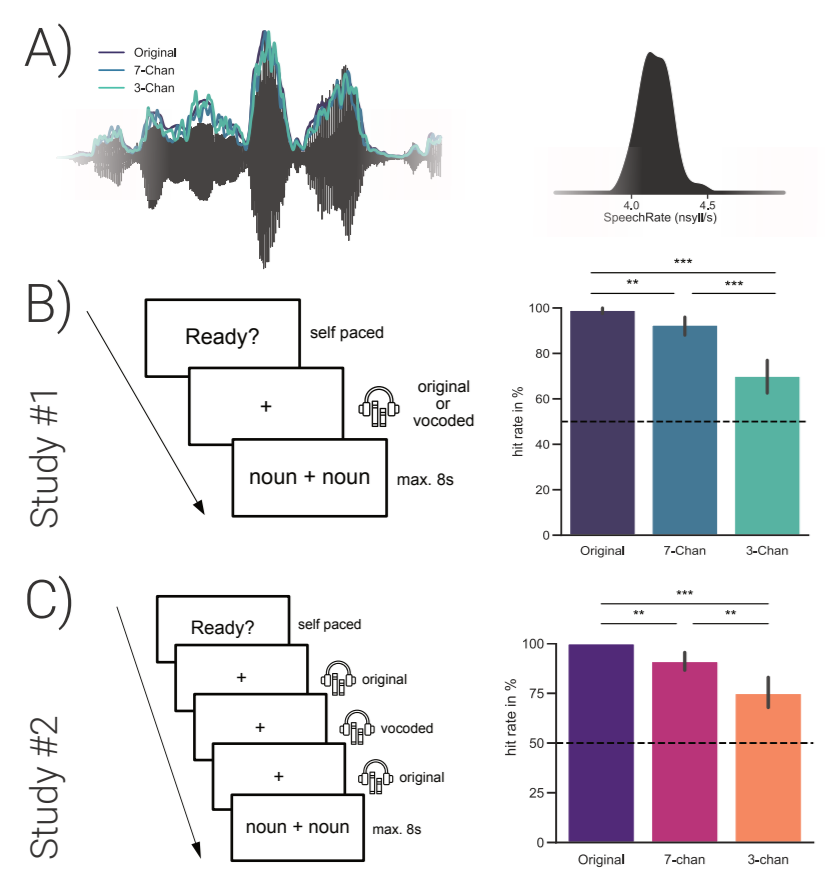 A)
Original
7-Chan
3-Chan
4.0
4.5
SpeechRate (nsyll/s)
B)
Study #1
Ready?
self paced
+
original
or
vocoded
noun + noun
max. 8s
***
**
***
hit rate in %
100
80
60
40
20
0
Original
7-Chan
3-Chan
C)
Study #2
Ready?
self paced
+
original
+
vocoded
+
original
noun + noun
max. 8s
***
**
**
hit rate in %
100
75
50
25
0
Original
7-chan
3-chan